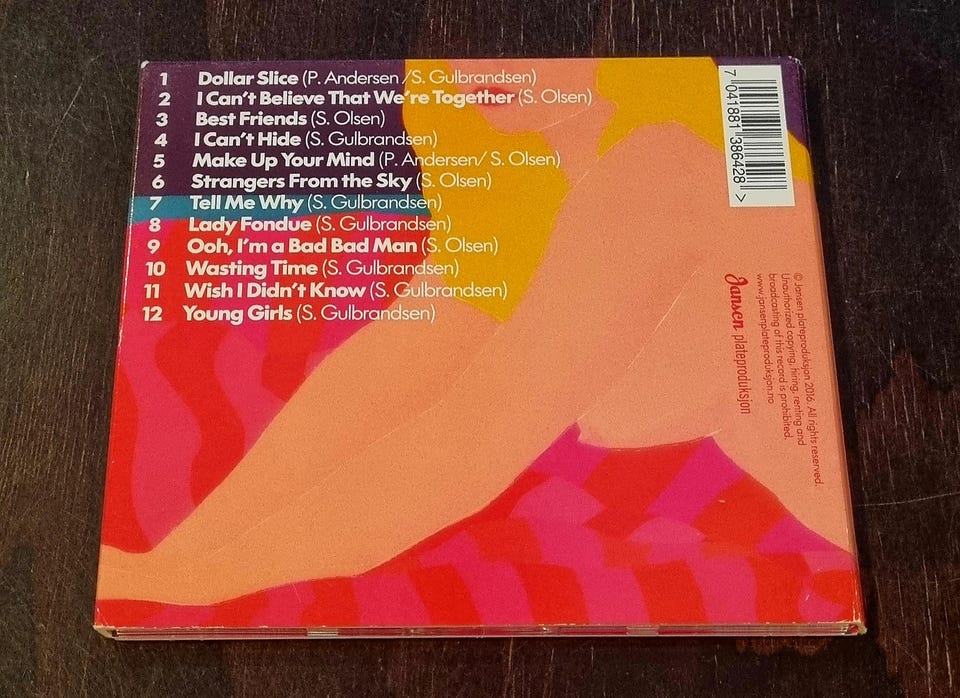 1 Dollar Slice (P. Andersen /S. Gulbrandsen)
2 I Can't Believe That We're Together (S. Olsen)
3 Best Friends (S. Olsen)
4 I Can't Hide (S. Gulbrandsen)
5 Make Up Your Mind (P. Andersen/ S. Olsen)
6 Strangers From the Sky (S. Olsen)
7 Tell Me Why (S. Gulbrandsen)
8 Lady Fondue (S. Gulbrandsen)
9 Ooh, I'm a Bad Bad Man (S. Olsen)
10 Wasting Time (S. Gulbrandsen)
11 Wish I Didn't Know (S. Gulbrandsen)
12 Young Girls (S. Gulbrandsen)
7 041881 386428 >
© Jansen plateproduksjon 2016. All rights reserved.
Unauthorized copying, hiring, renting and
broadcasting of this record is prohibited.
www.jansenplateproduksjon.no
Jansen plateproduksjon